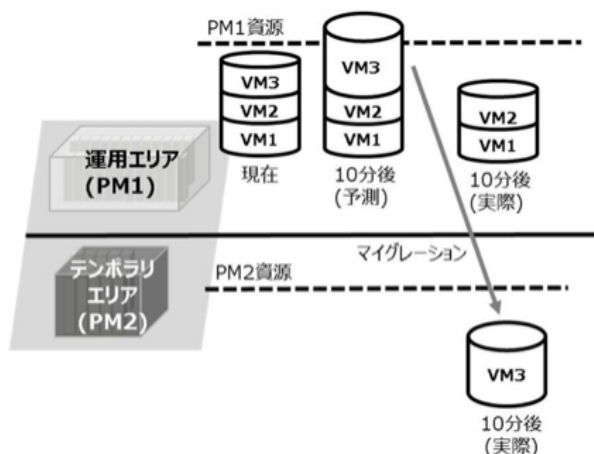 PM1資源
VM3
VM2
VM1
現在
VM3
VM2
VM1
10分後
(予測)
VM2
VM1
10分後
(実際)
運用エリア
(PM1)
マイグレーション
テンポラリ
エリア
(PM2)
PM2資源
VM3
10分後
(実際)